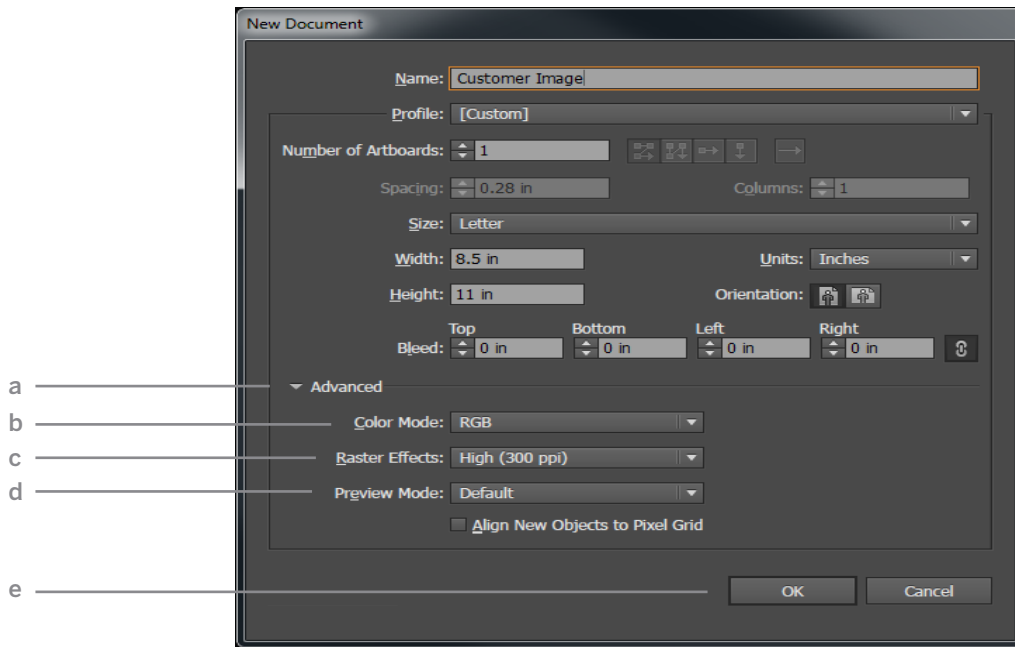 New Document
Name: Customer Image
Profile: [Custom]
Number of Artboards: 1
Spacing: 0.28 in Columns: 1
Size: Letter
Width: 8.5 in Units: Inches
Height: 11 in Orientation:
Top Bottom Left Right
Bleed: 0 in 0 in 0 in 0 in
a Advanced
b Color Mode: RGB
c Raster Effects: High (300 ppi)
d Preview Mode: Default
Align New Objects to Pixel Grid
e OK Cancel